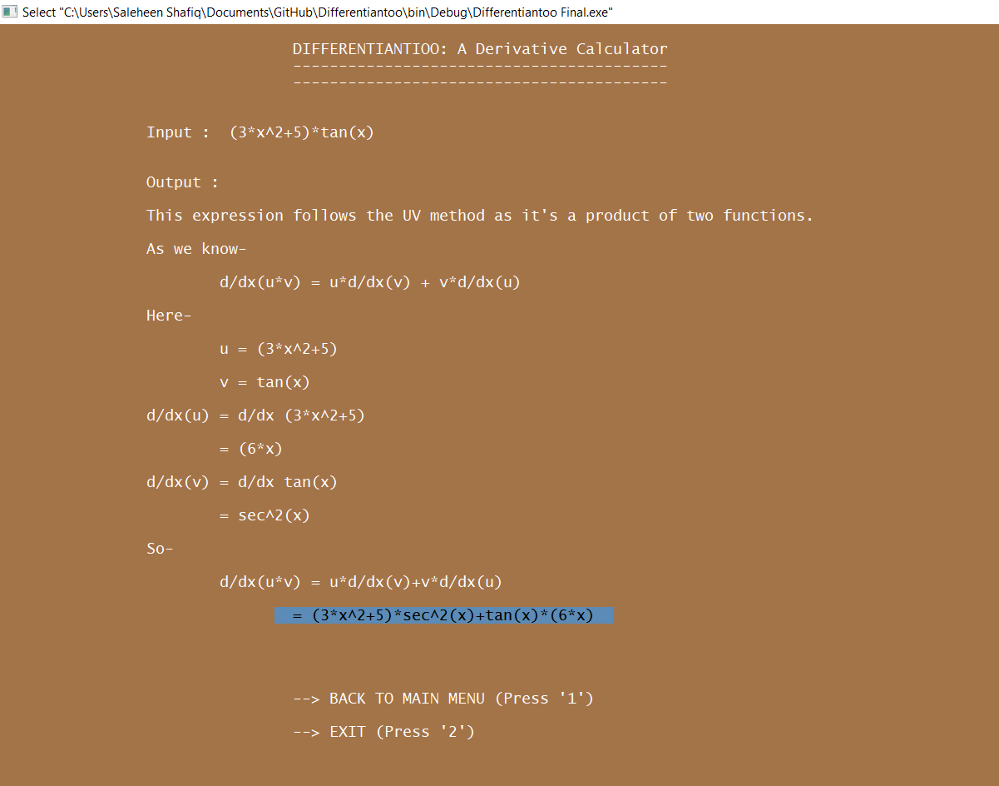 Select "C:\Users\Saleheen Shafiq\Documents\GitHub\Differentiantoo\bin\Debug\Differentiantoo Final.exe"
DIFFERENTIANTIOO: A Derivative Calculator
-----------------------------------------
-----------------------------------------
Input :  (3*x^2+5)*tan(x)
Output :
This expression follows the UV method as it's a product of two functions.
As we know-
d/dx(u*v) = u*d/dx(v) + v*d/dx(u)
Here-
u = (3*x^2+5)
v = tan(x)
d/dx(u) = d/dx (3*x^2+5)
= (6*x)
d/dx(v) = d/dx tan(x)
= sec^2(x)
So-
d/dx(u*v) = u*d/dx(v)+v*d/dx(u)
= (3*x^2+5)*sec^2(x)+tan(x)*(6*x)
--> BACK TO MAIN MENU (Press '1')
--> EXIT (Press '2')